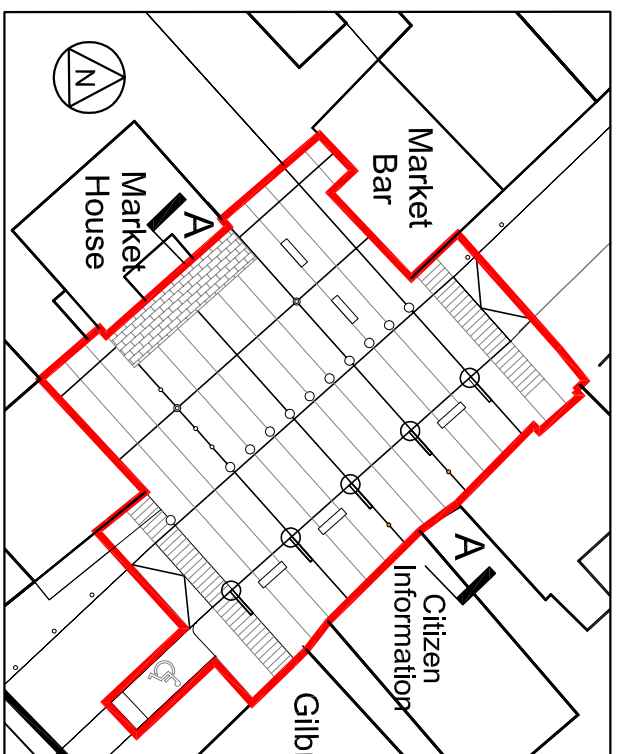 N
Market
Bar
A
Market
House
A
Citizen
Information
Gilb